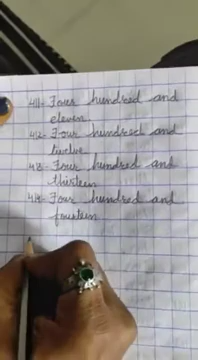 411- Four hundred and
eleven.
412- Four hundred and
twelve
413- Four hundred and
thirteen
414- Four hundred and
fourteen